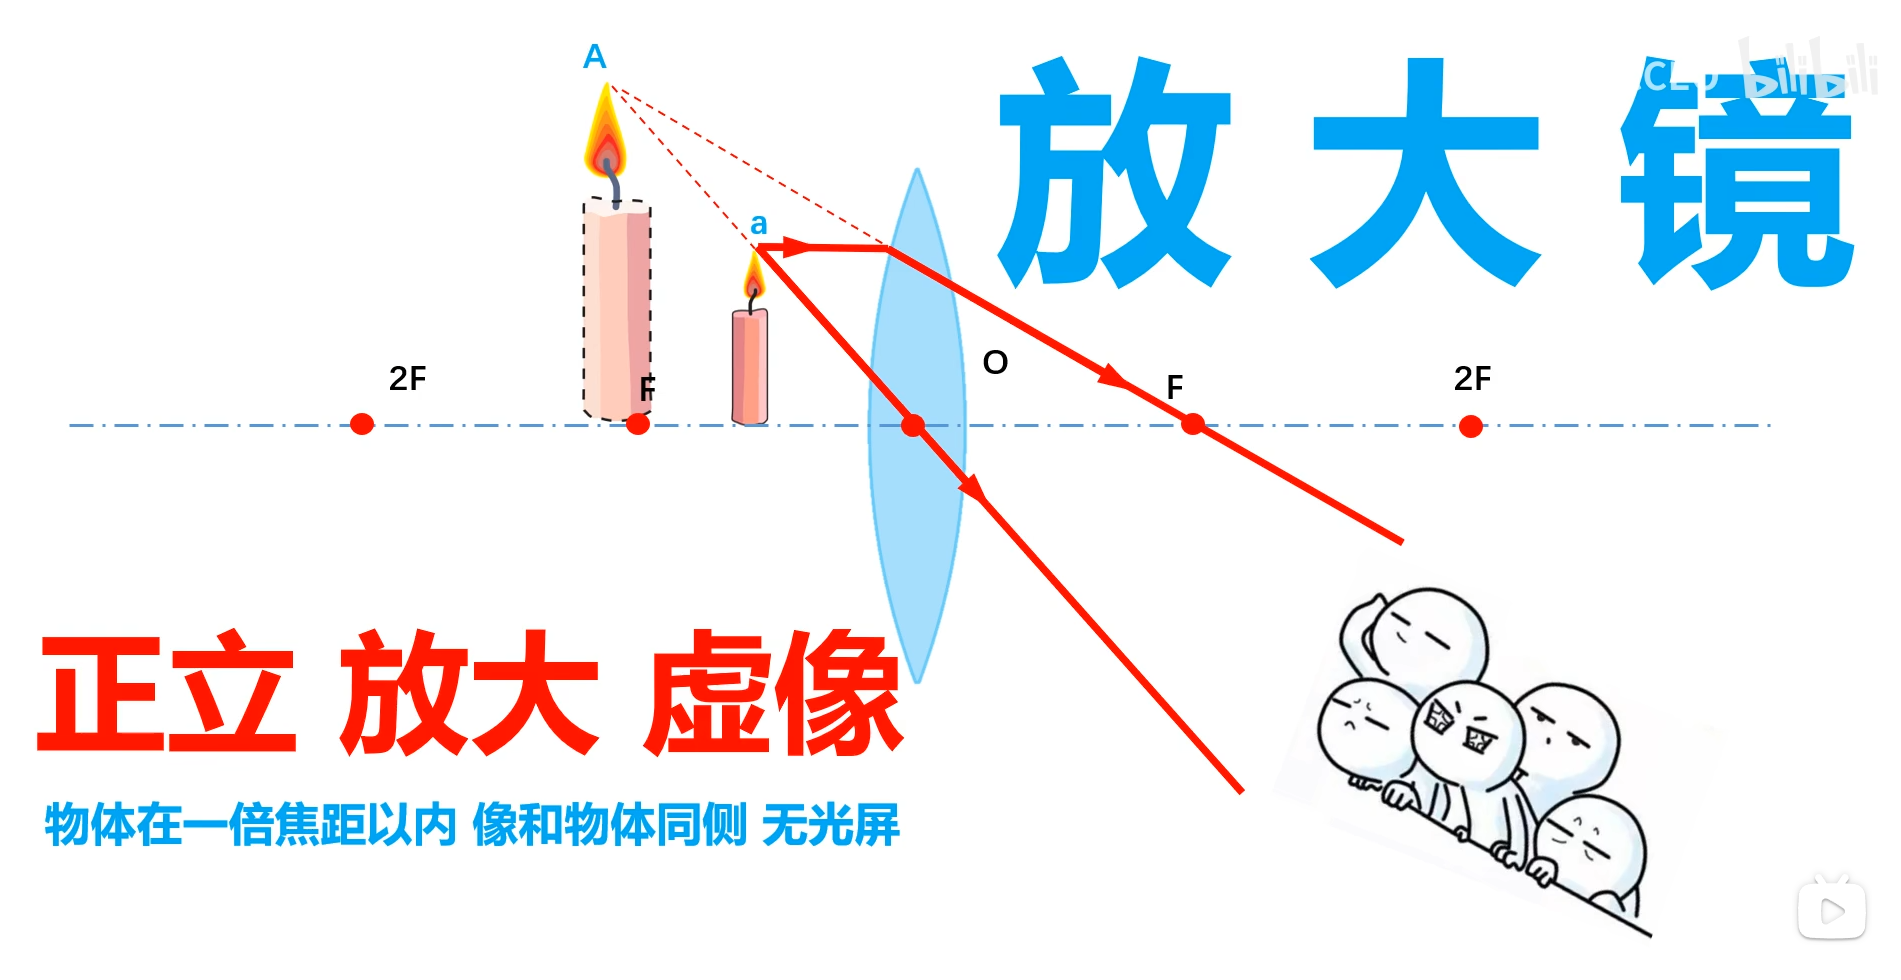 A
放大镜
bilibili
a
O
2F
F
F
2F
正立 放大 虚像
物体在一倍焦距以内 像和物体同侧 无光屏